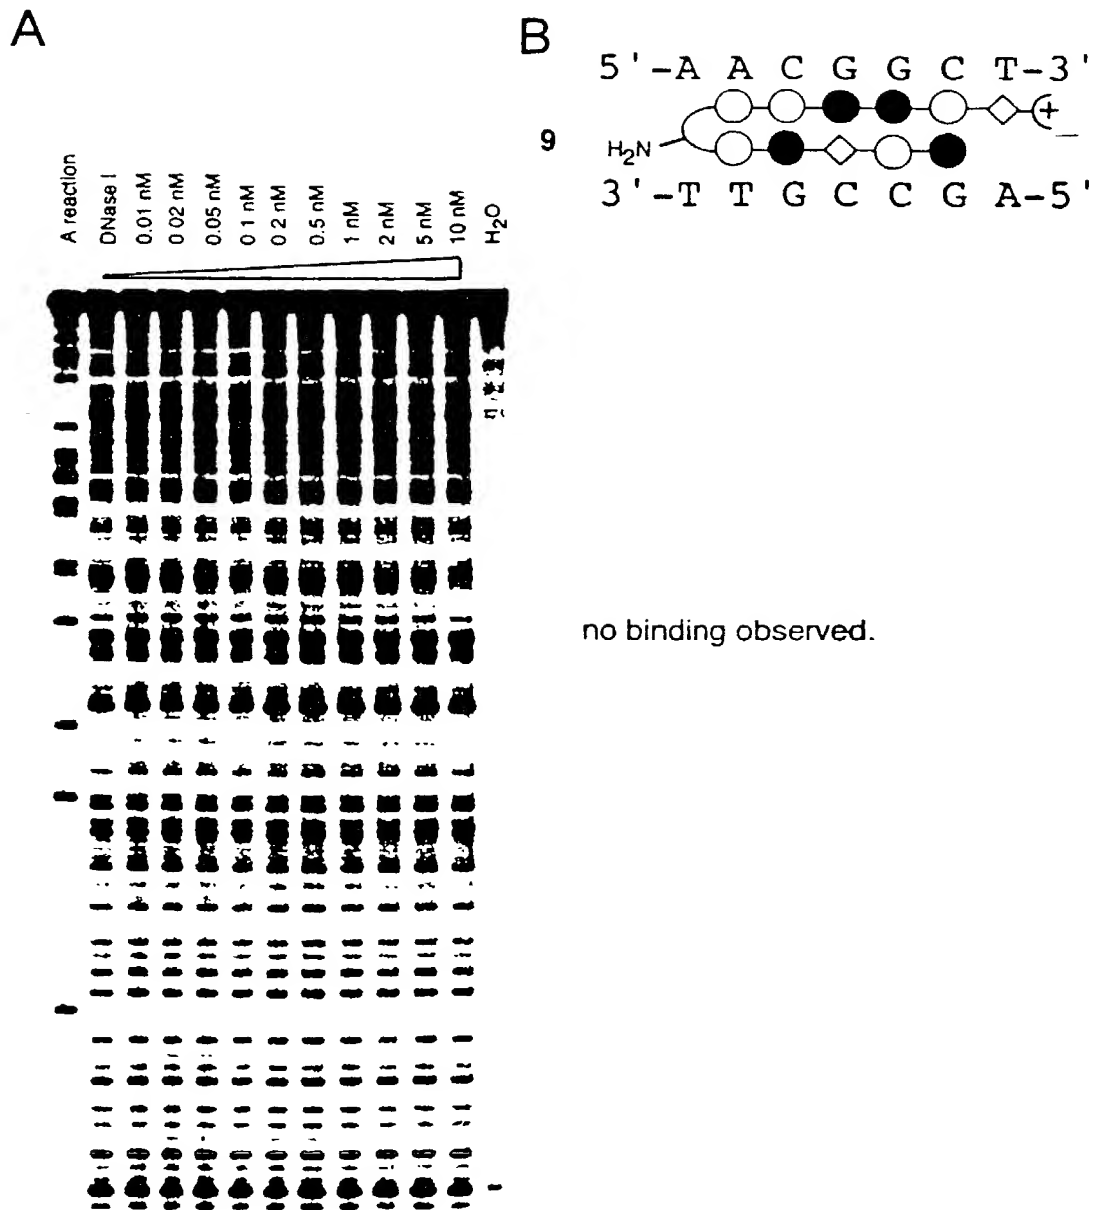 A
A reaction
DNase I
0.01 nM
0 02 nM
0.05 nM
0 1 nM
0 2 nM
0.5 nM
1 nM
2 nM
5 nM
10 nM
H2O
B
5'-A A C G G C T-3'
+
9
H2N
3'-T T G C C G A-5'
no binding observed.